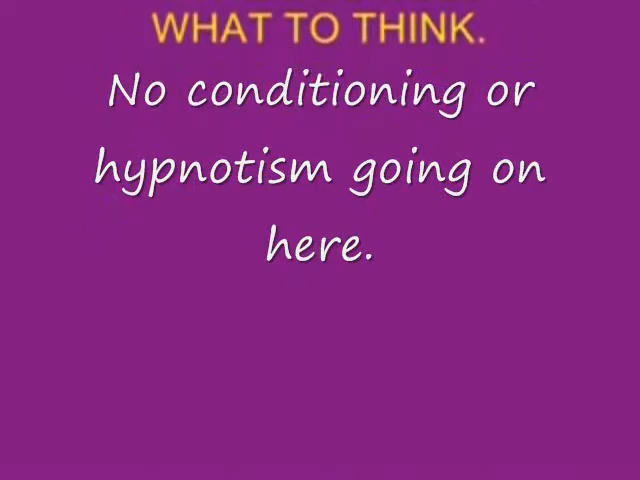 WHAT TO THINK.
No conditioning or
hypnotism going on
here.